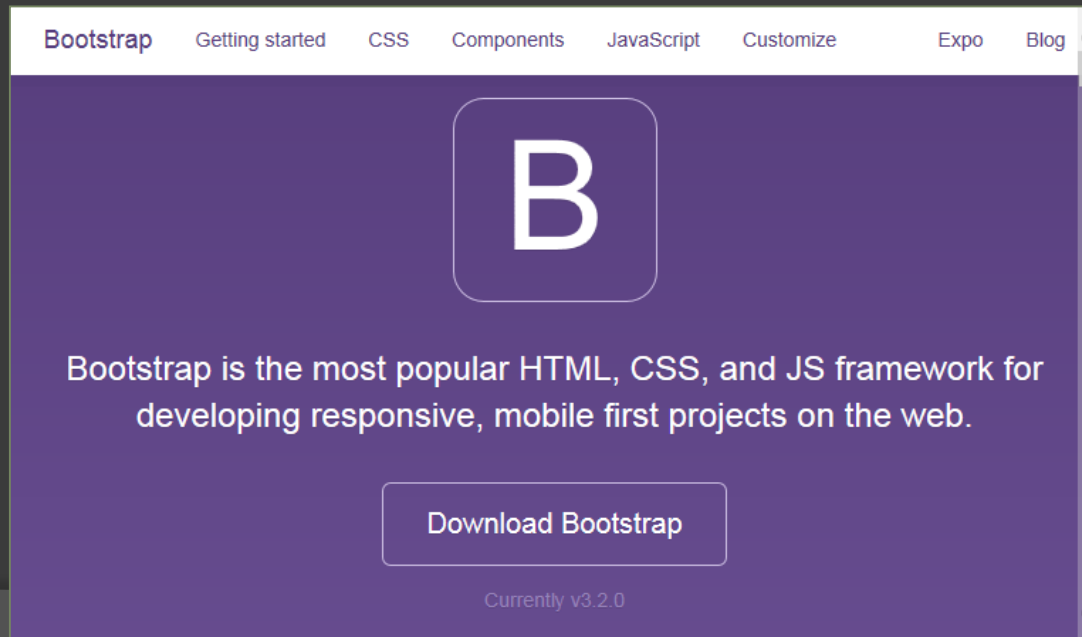 Bootstrap Getting started CSS Components JavaScript Customize Expo Blog
B
Bootstrap is the most popular HTML, CSS, and JS framework for
developing responsive, mobile first projects on the web.
Download Bootstrap
Currently v3.2.0